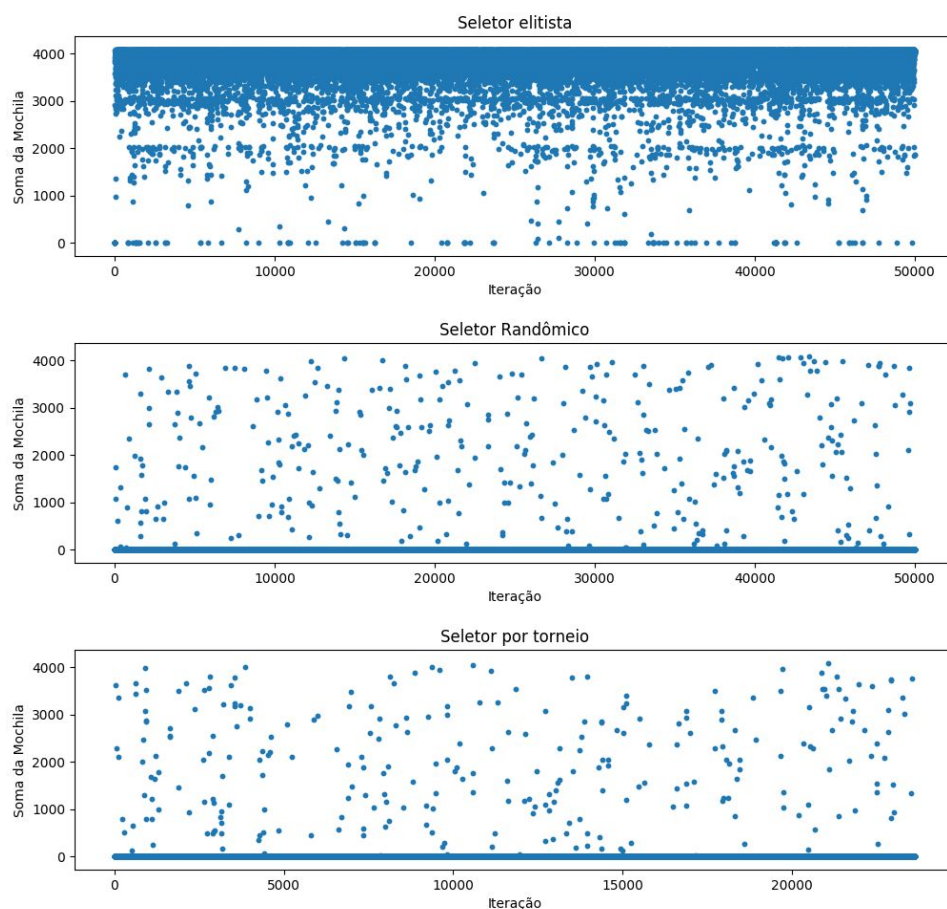 Seletor elitista
4000
3000
2000
1000
0
Soma da Mochila
0 10000 20000 30000 40000 50000
Iteração
Seletor Randômico
4000
3000
2000
1000
0
Soma da Mochila
0 10000 20000 30000 40000 50000
Iteração
Seletor por torneio
4000
3000
2000
1000
0
Soma da Mochila
0 5000 10000 15000 20000
Iteração